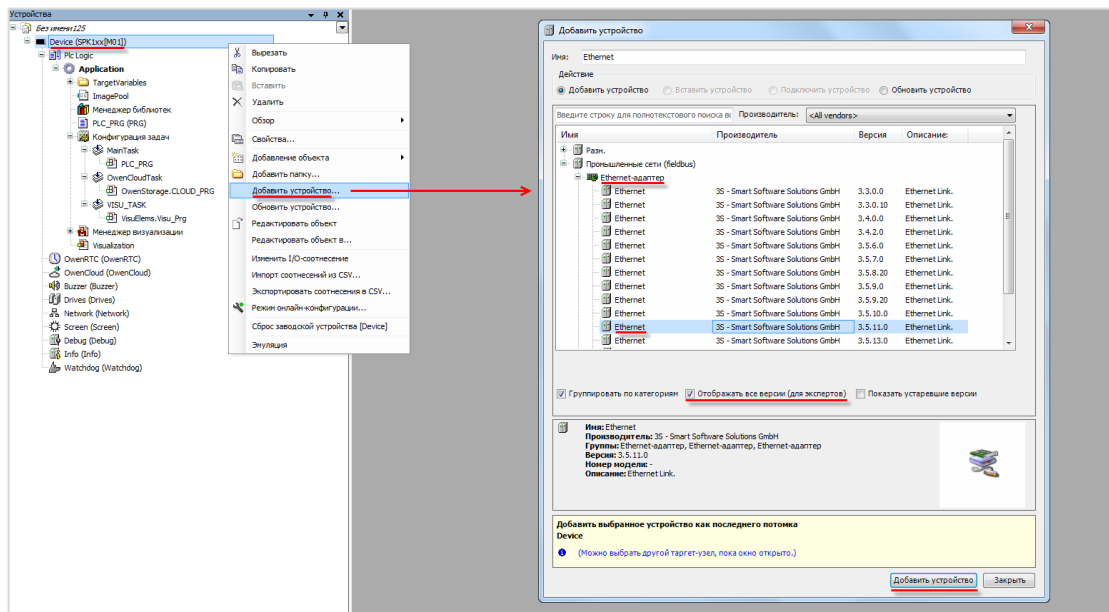 Устройства
Без имени125
Device (SPK1xx[M01])
Plc Logic
Application
TargetVariables
ImagePool
Менеджер библиотек
PLC_PRG (PRG)
Конфигурация задач
MainTask
PLC_PRG
OwenCloudTask
OwenStorage.CLOUD_PRG
VISU_TASK
VisuElems.Visu_Prg
Менеджер визуализации
Visualization
OwenRTC (OwenRTC)
OwenCloud (OwenCloud)
Buzzer (Buzzer)
Drives (Drives)
Network (Network)
Screen (Screen)
Debug (Debug)
Info (Info)
Watchdog (Watchdog)
Вырезать
Копировать
Вставить
Удалить
Обзор
Свойства...
Добавление объекта
Добавить папку...
Добавить устройство...
Обновить устройство...
Редактировать объект
Редактировать объект в...
Изменить I/O-соотнесение
Импорт соотнесений из CSV...
Экспортировать соотнесения в CSV...
Режим онлайн-конфигурации...
Сброс заводской устройства [Device]
Эмуляция
Добавить устройство
Имя: Ethernet
Действие
Добавить устройство Вставить устройство Подключить устройство Обновить устройство
Введите строку для полнотекстового поиска вс Производитель: <All vendors>
Имя Производитель Версия Описание:
Разн.
Промышленные сети (fieldbus)
Ethernet-адаптер
Ethernet 3S - Smart Software Solutions GmbH 3.3.0.0 Ethernet Link.
Ethernet 3S - Smart Software Solutions GmbH 3.3.0.10 Ethernet Link.
Ethernet 3S - Smart Software Solutions GmbH 3.4.0.0 Ethernet Link.
Ethernet 3S - Smart Software Solutions GmbH 3.4.2.0 Ethernet Link.
Ethernet 3S - Smart Software Solutions GmbH 3.5.6.0 Ethernet Link.
Ethernet 3S - Smart Software Solutions GmbH 3.5.7.0 Ethernet Link.
Ethernet 3S - Smart Software Solutions GmbH 3.5.8.20 Ethernet Link.
Ethernet 3S - Smart Software Solutions GmbH 3.5.9.0 Ethernet Link.
Ethernet 3S - Smart Software Solutions GmbH 3.5.9.20 Ethernet Link.
Ethernet 3S - Smart Software Solutions GmbH 3.5.10.0 Ethernet Link.
Ethernet 3S - Smart Software Solutions GmbH 3.5.11.0 Ethernet Link.
Ethernet 3S - Smart Software Solutions GmbH 3.5.13.0 Ethernet Link.
Группировать по категориям Отображать все версии (для экспертов) Показать устаревшие версии
Имя: Ethernet
Производитель: 3S - Smart Software Solutions GmbH
Группы: Ethernet-адаптер, Ethernet-адаптер, Ethernet-адаптер
Версия: 3.5.11.0
Номер модели: -
Описание: Ethernet Link.
Добавить выбранное устройство как последнего потомка
Device
(Можно выбрать другой таргет-узел, пока окно открыто.)
Добавить устройство Закрыть